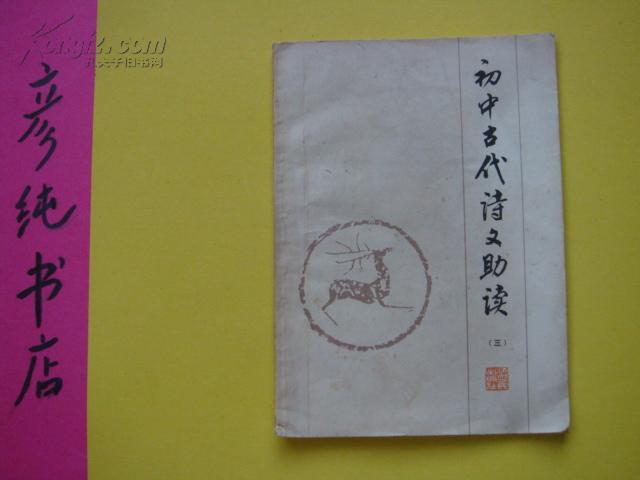 Kongfz.com
孔夫子旧书网
彦纯书店
初中古代诗文助读
（三）